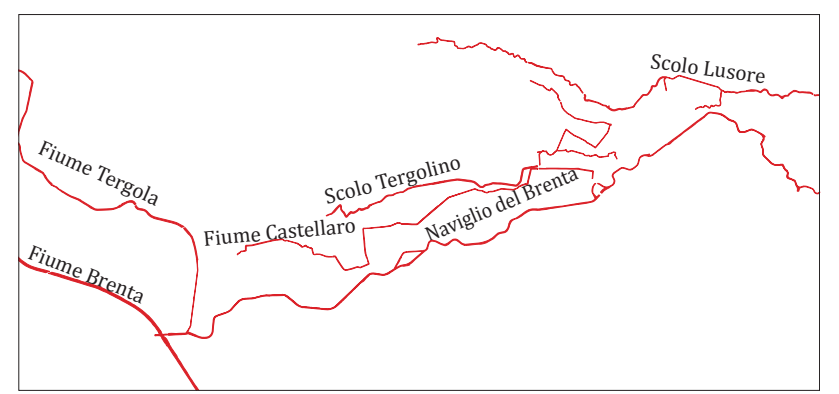 Scolo Lusore
Fiume Tergola
Scolo Tergolino
Naviglio del Brenta
Fiume Castellaro
Fiume Brenta